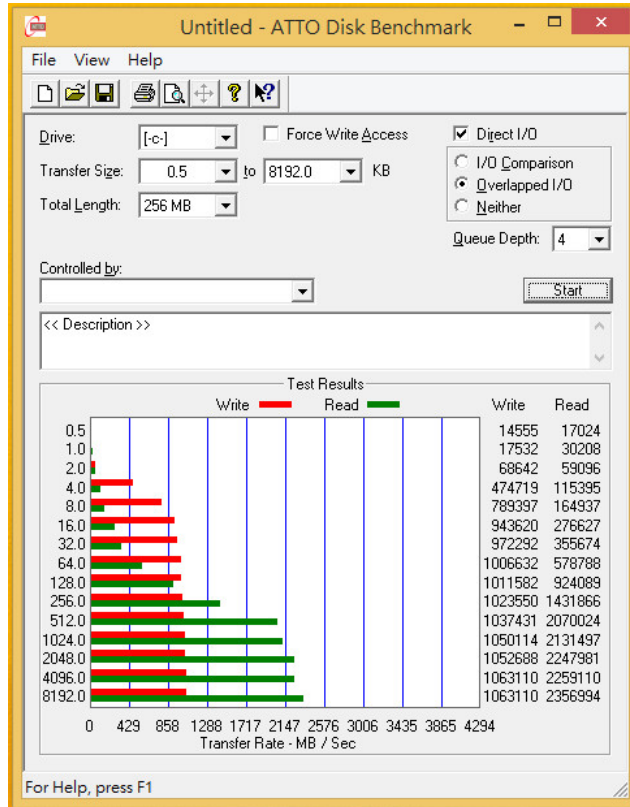 Untitled - ATTO Disk Benchmark
File View Help
Drive: [-c-] Force Write Access Direct I/O
Transfer Size: 0.5 to 8192.0 KB I/O Comparison
Overlapped I/O
Total Length: 256 MB Neither
Queue Depth: 4
Controlled by:
Start
<< Description >>
Test Results
Write Read Write Read
0.5 14555 17024
1.0 17532 30208
2.0 68642 59096
4.0 474719 115395
8.0 789397 164937
16.0 943620 276627
32.0 972292 355674
64.0 1006632 578788
128.0 1011582 924089
256.0 1023550 1431866
512.0 1037431 2070024
1024.0 1050114 2131497
2048.0 1052688 2247981
4096.0 1063110 2259110
8192.0 1063110 2356994
0 429 858 1288 1717 2147 2576 3006 3435 3865 4294
Transfer Rate - MB / Sec
For Help, press F1